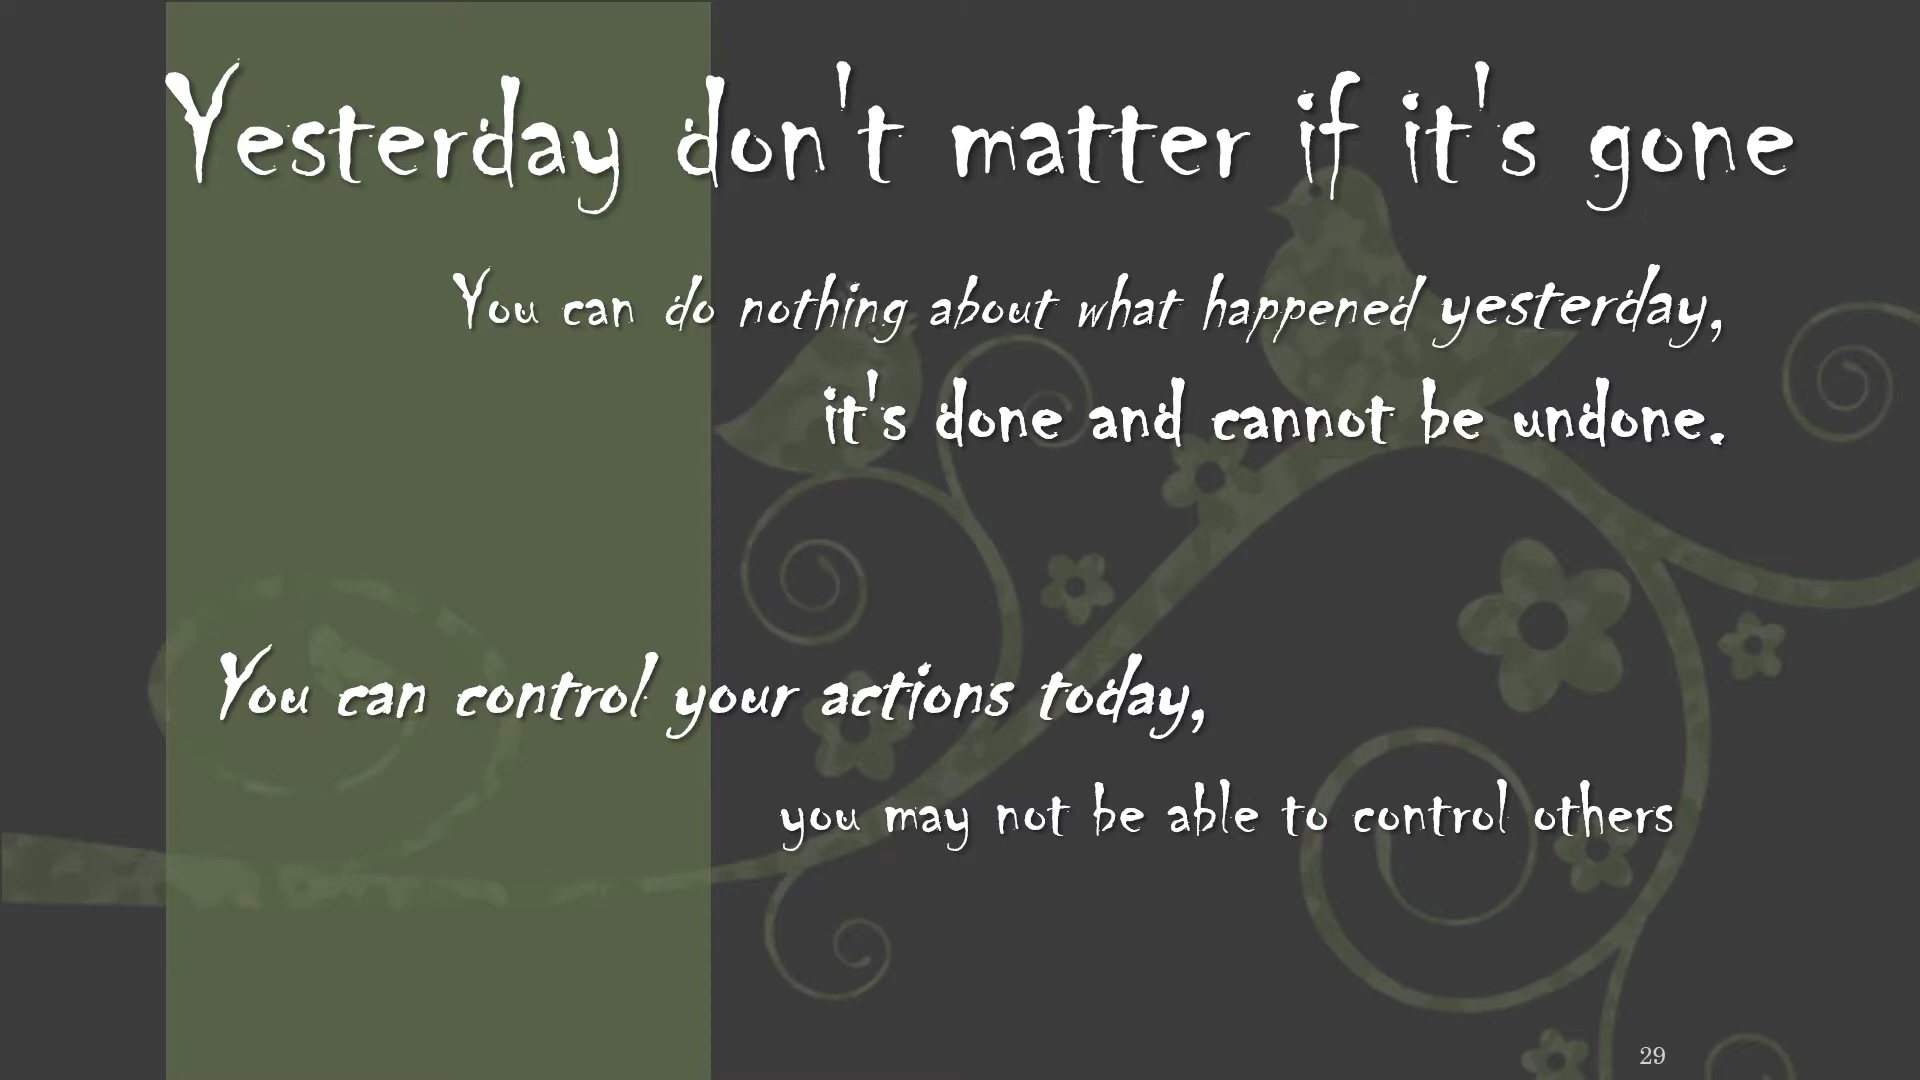 Yesterday don't matter if it's gone
You can do nothing about what happened yesterday,
it's done and cannot be undone.
You can control your actions today,
you may not be able to control others
29